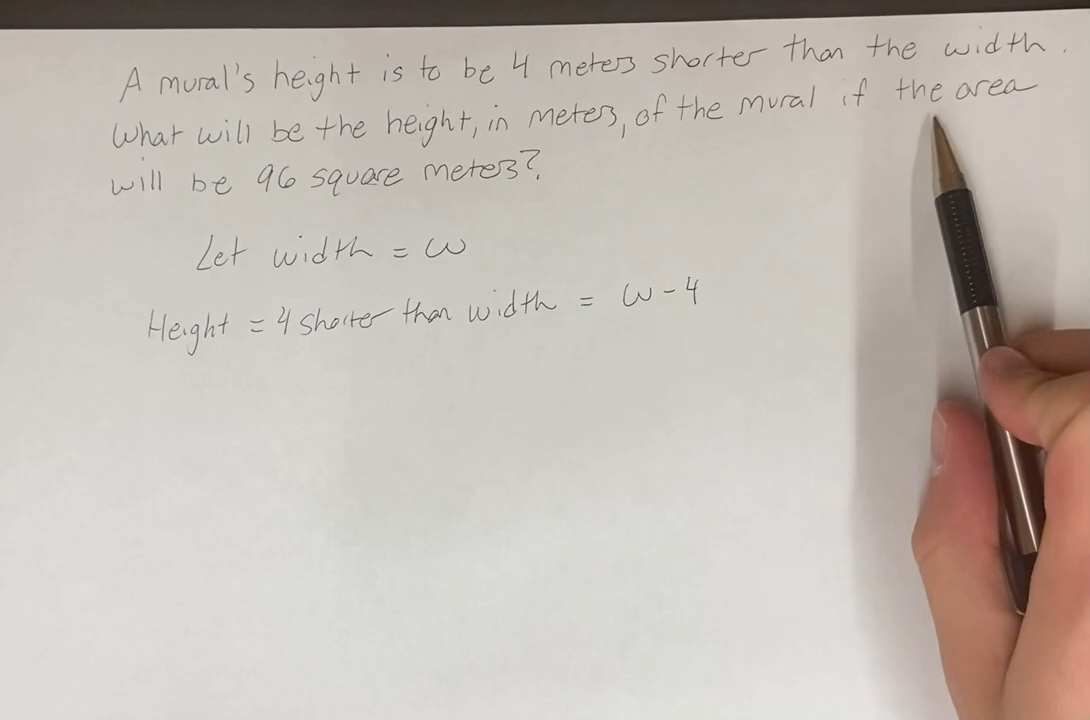 A mural's height is to be 4 meters shorter than the width.
What will be the height, in meters, of the mural if the area
will be 96 square meters?
Let width = w
Height = 4 shorter than width = w - 4